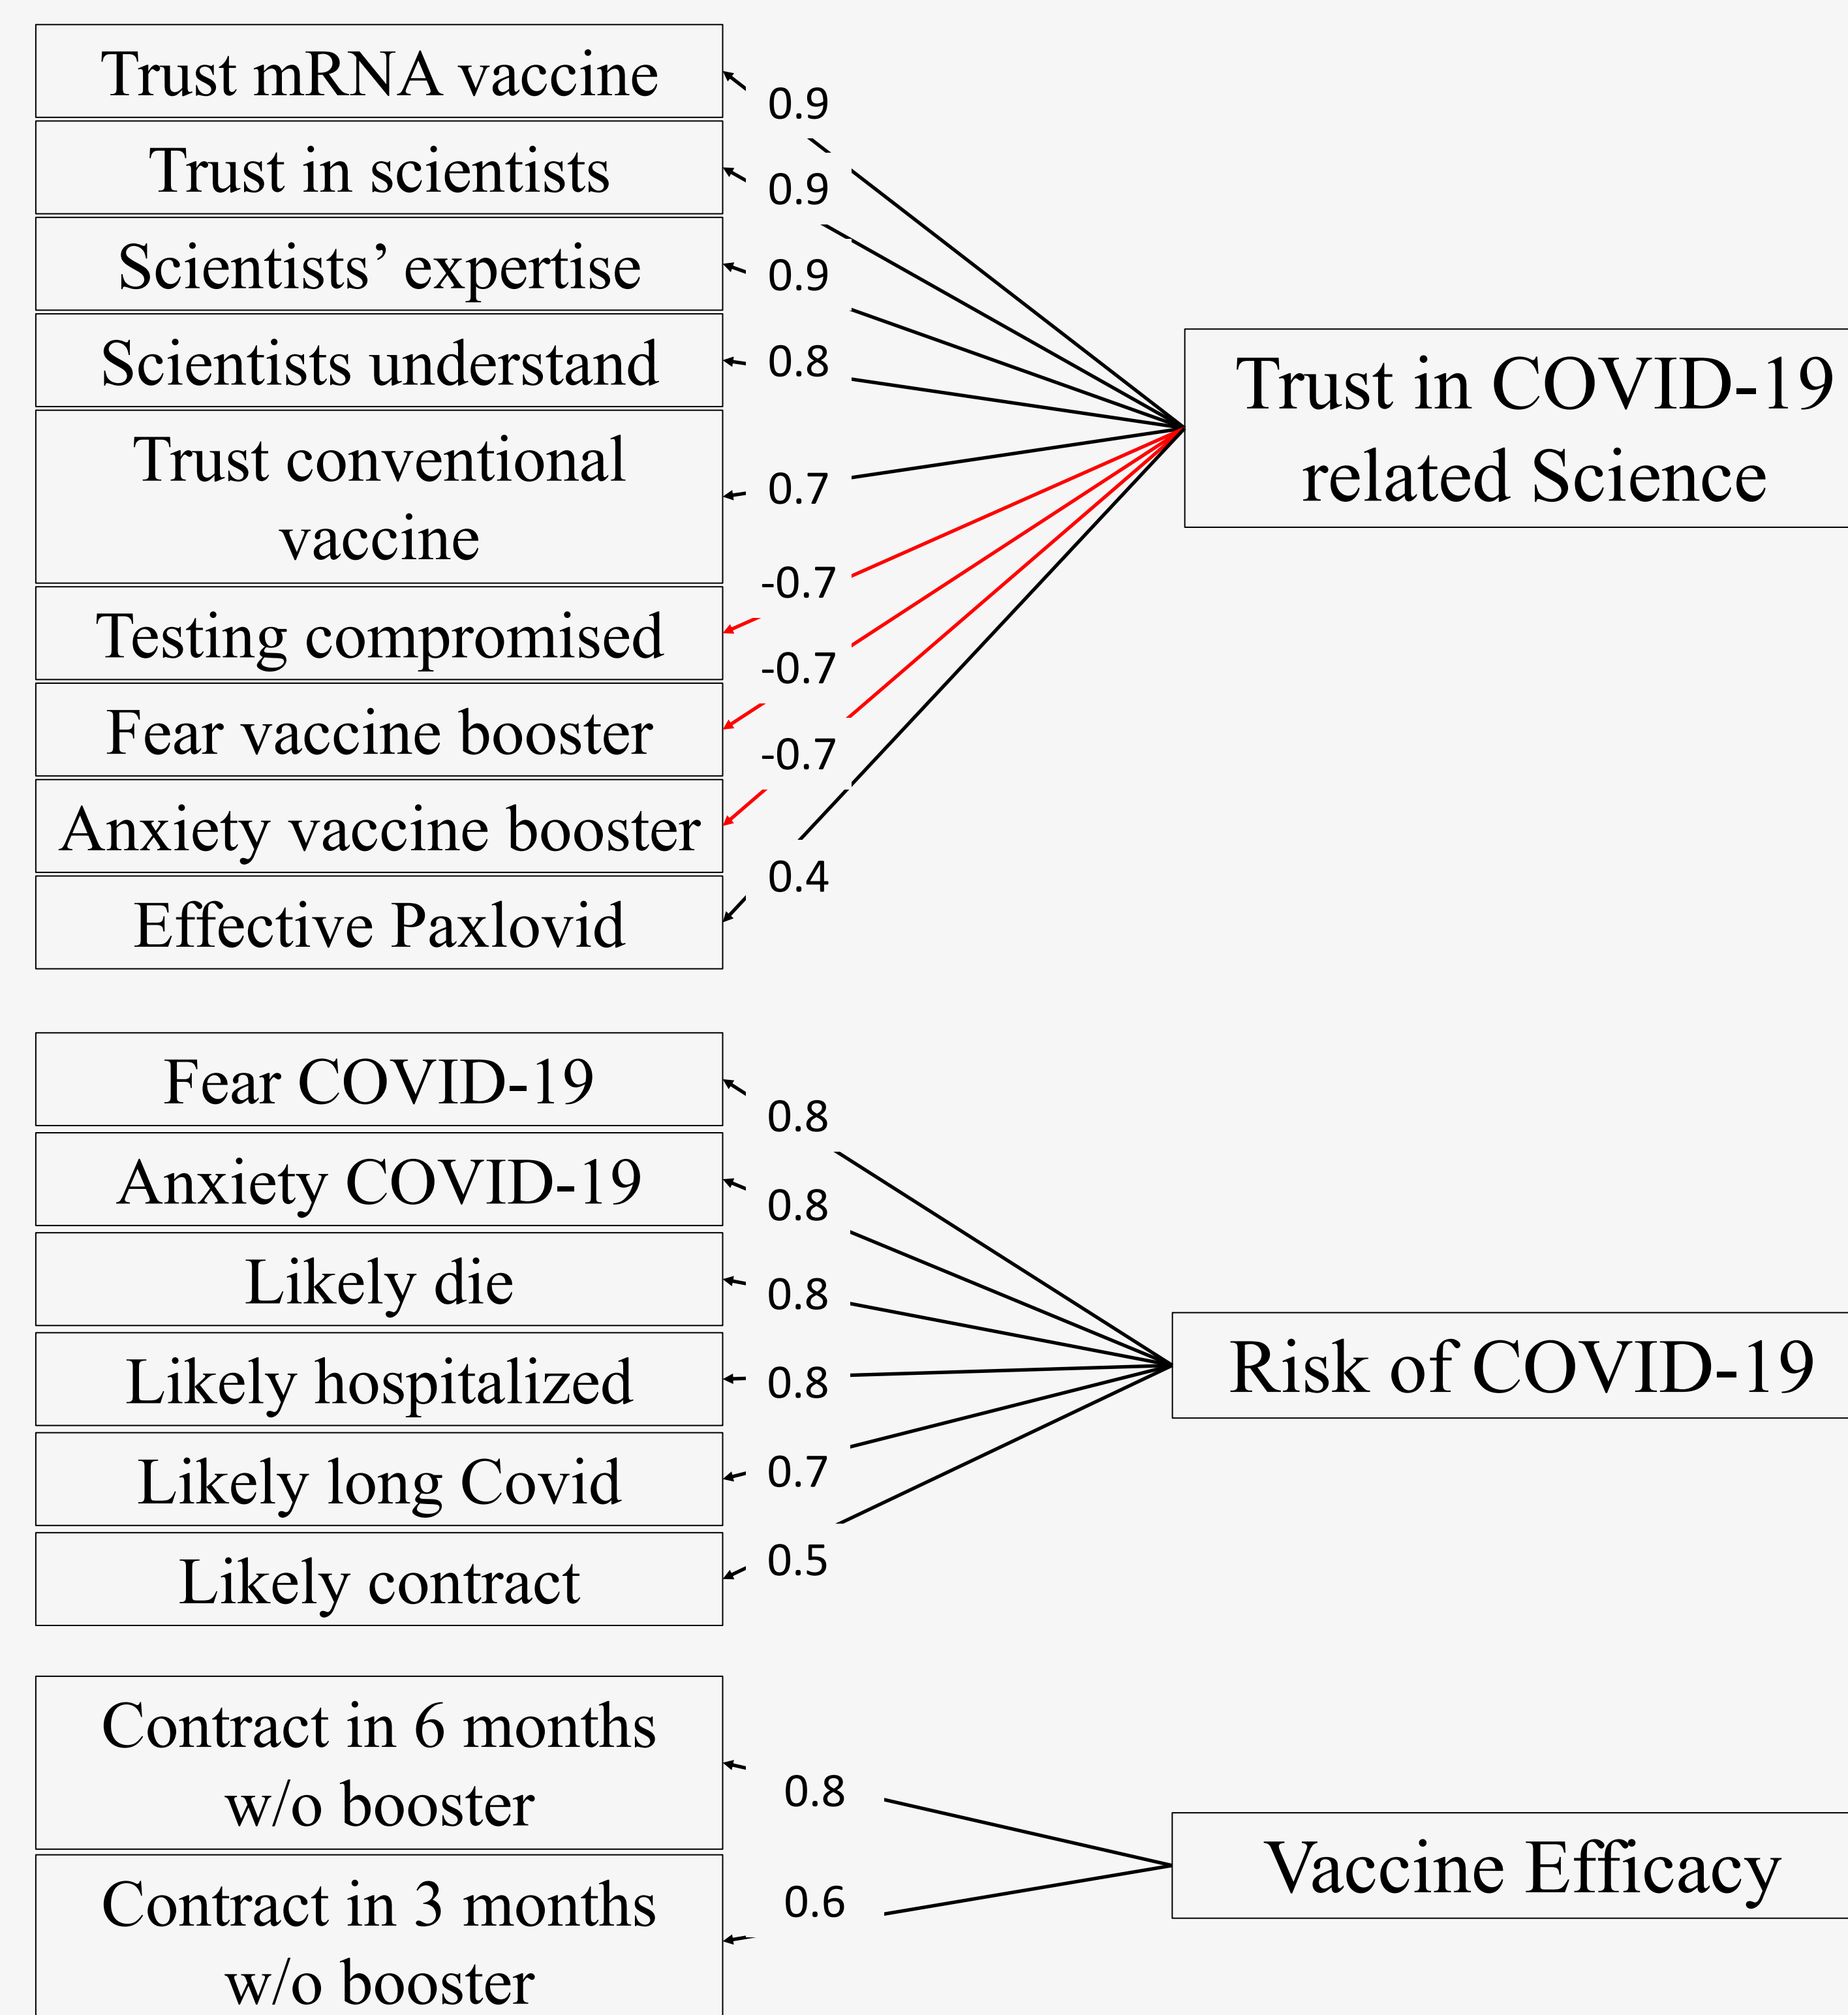 Trust mRNA vaccine
0.9
Trust in scientists
0.9
Scientists’ expertise
0.9
Scientists understand
0.8
Trust conventional
vaccine
0.7
Testing compromised
-0.7
Fear vaccine booster
-0.7
Anxiety vaccine booster
-0.7
Effective Paxlovid
0.4
Trust in COVID-19
related Science
Fear COVID-19
0.8
Anxiety COVID-19
0.8
Likely die
0.8
Likely hospitalized
0.8
Likely long Covid
0.7
Likely contract
0.5
Risk of COVID-19
Contract in 6 months
w/o booster
0.8
Contract in 3 months
w/o booster
0.6
Vaccine Efficacy